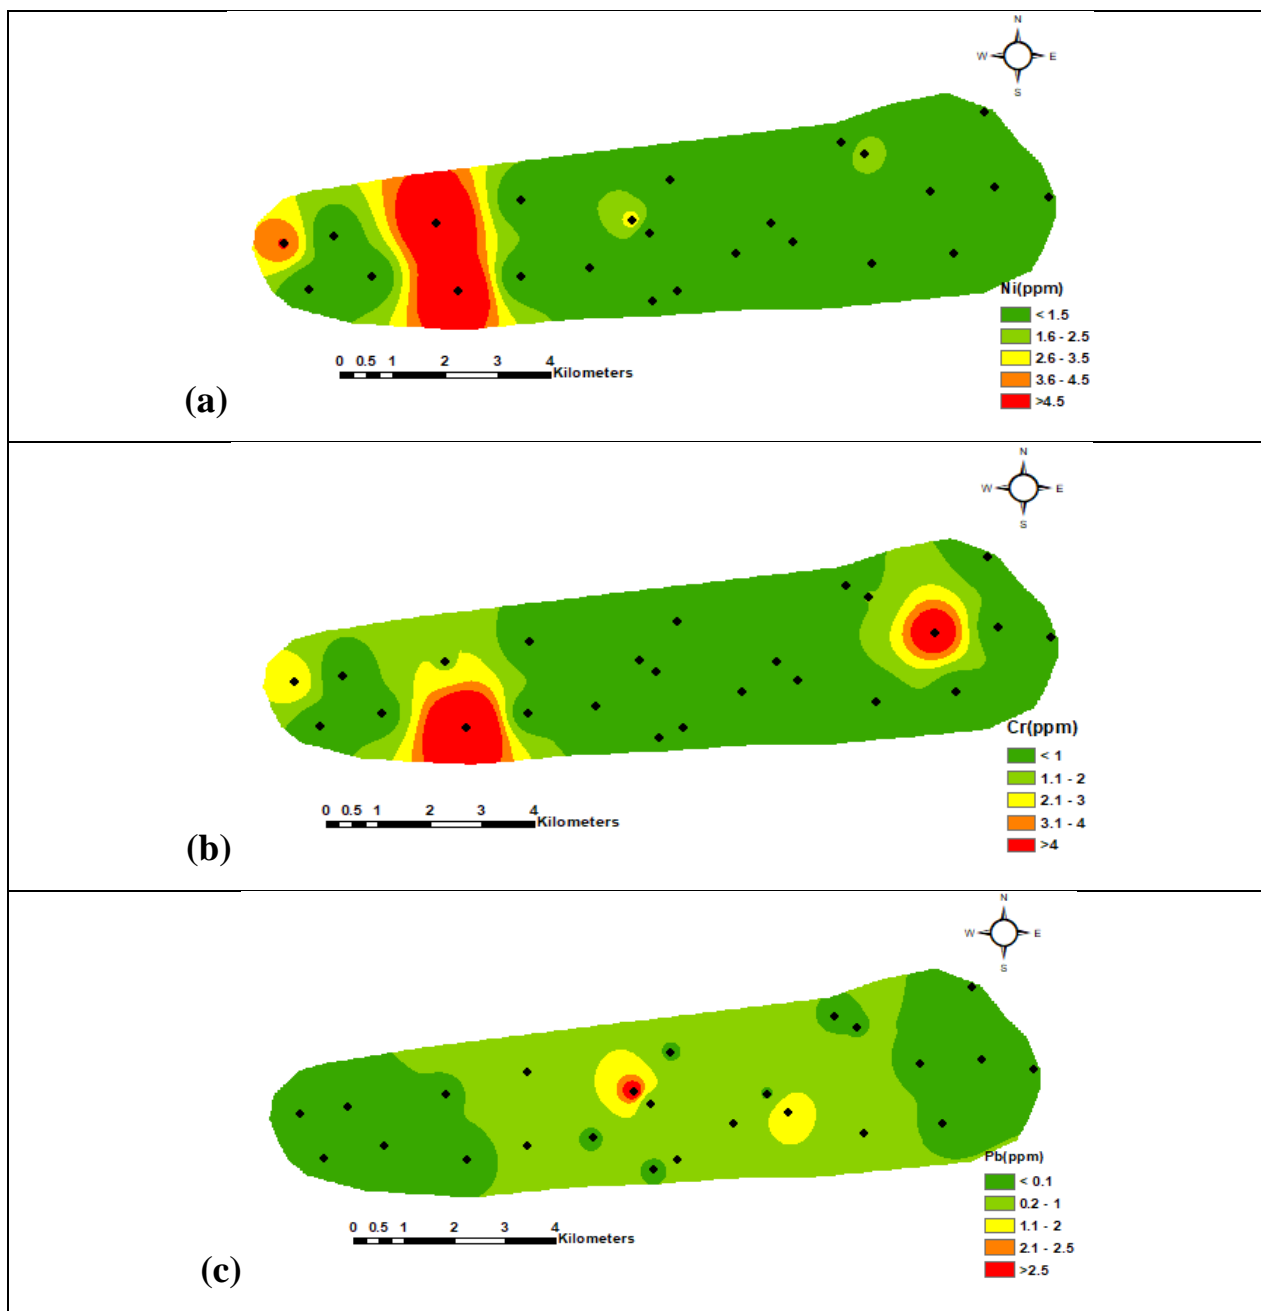 N
W E
S
Ni(ppm)
< 1.5
1.6 - 2.5
2.6 - 3.5
3.6 - 4.5
>4.5
0 0.5 1 2 3 4
Kilometers
(a)
N
W E
S
Cr(ppm)
< 1
1.1 - 2
2.1 - 3
3.1 - 4
>4
0 0.5 1 2 3 4
Kilometers
(b)
N
W E
S
Pb(ppm)
< 0.1
0.2 - 1
1.1 - 2
2.1 - 2.5
>2.5
0 0.5 1 2 3 4
Kilometers
(c)